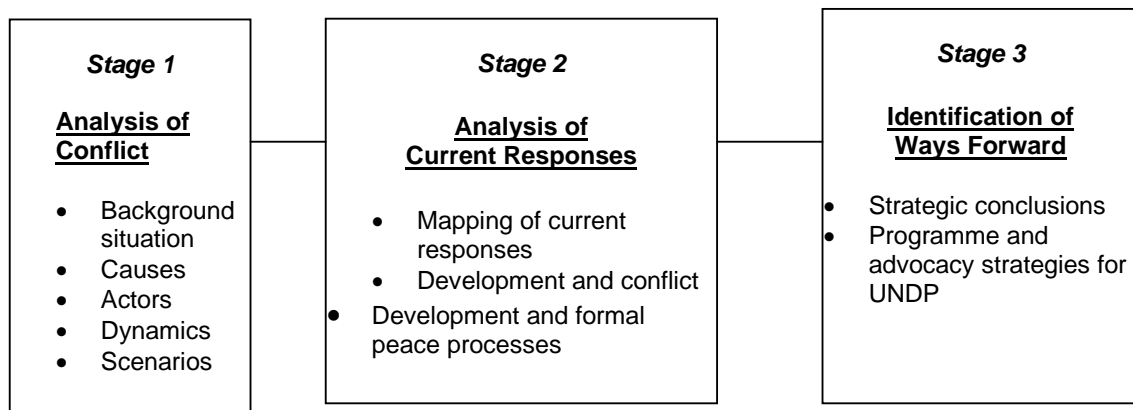 Stage 1
Analysis of
Conflict
• Background
situation
• Causes
• Actors
• Dynamics
• Scenarios
Stage 2
Analysis of
Current Responses
• Mapping of current
responses
• Development and conflict
• Development and formal
peace processes
Stage 3
Identification of
Ways Forward
• Strategic conclusions
• Programme and
advocacy strategies for
UNDP